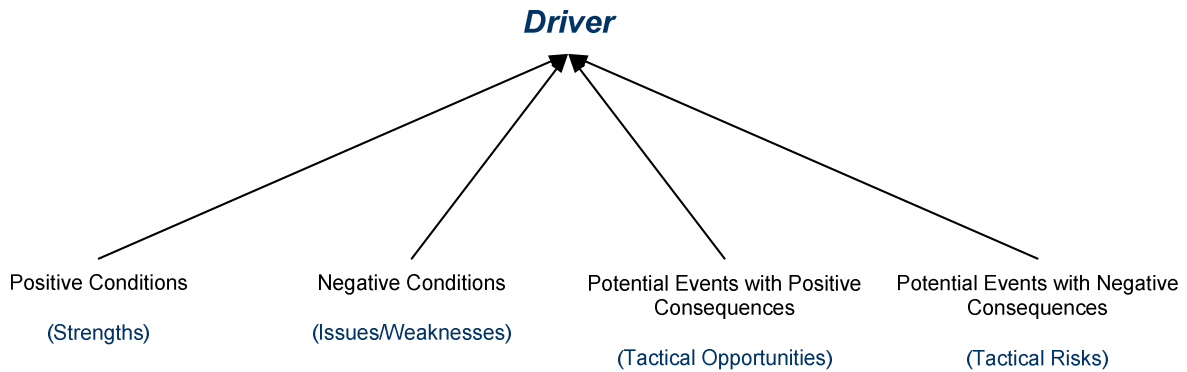 Driver
Positive Conditions
(Strengths)
Negative Conditions
(Issues/Weaknesses)
Potential Events with Positive
Consequences
(Tactical Opportunities)
Potential Events with Negative
Consequences
(Tactical Risks)